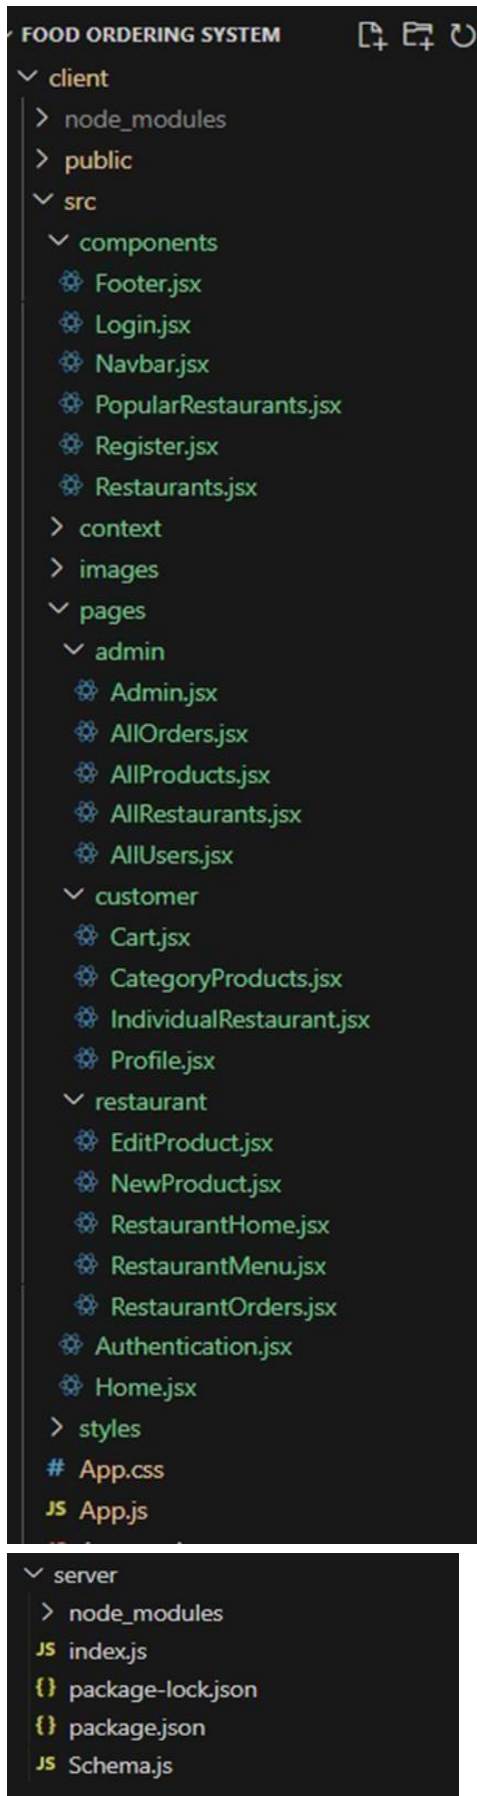 FOOD ORDERING SYSTEM
client
node_modules
public
src
components
Footer.jsx
Login.jsx
Navbar.jsx
PopularRestaurants.jsx
Register.jsx
Restaurants.jsx
context
images
pages
admin
Admin.jsx
AllOrders.jsx
AllProducts.jsx
AllRestaurants.jsx
AllUsers.jsx
customer
Cart.jsx
CategoryProducts.jsx
IndividualRestaurant.jsx
Profile.jsx
restaurant
EditProduct.jsx
NewProduct.jsx
RestaurantHome.jsx
RestaurantMenu.jsx
RestaurantOrders.jsx
Authentication.jsx
Home.jsx
styles
# App.css
JS App.js
server
node_modules
JS index.js
{} package-lock.json
{} package.json
JS Schema.js